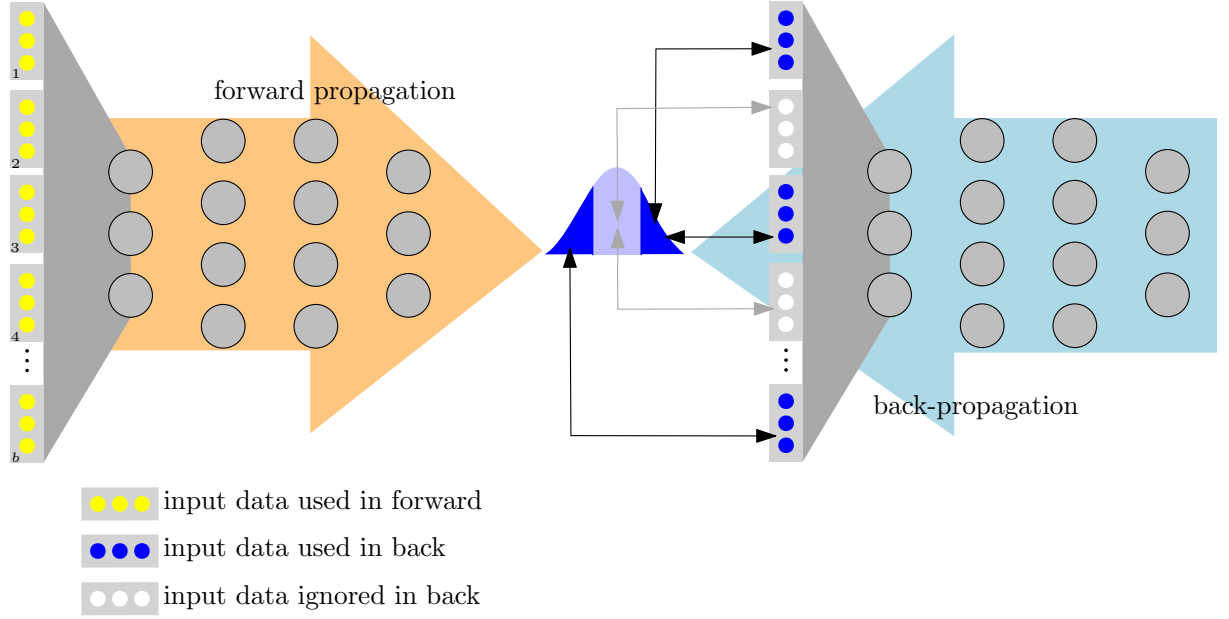 1
forward propagation
2
3
4
⋮
⋮
back-propagation
b
input data used in forward
input data used in back
input data ignored in back